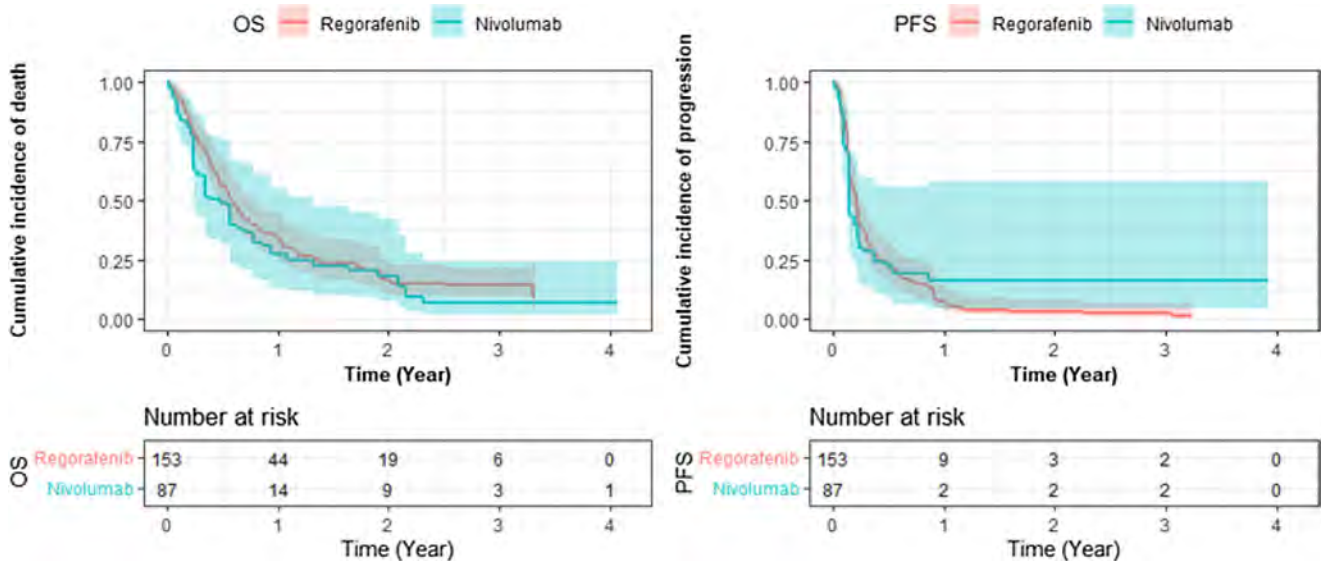 OS Regorafenib Nivolumab
Cumulative incidence of death
1.00
0.75
0.50
0.25
0.00
0 1 2 3 4
Time (Year)
Number at risk
OS
Regorafenib 153 44 19 6 0
Nivolumab 87 14 9 3 1
0 1 2 3 4
Time (Year)
PFS Regorafenib Nivolumab
Cumulative incidence of progression
1.00
0.75
0.50
0.25
0.00
0 1 2 3 4
Time (Year)
Number at risk
PFS
Regorafenib 153 9 3 2 0
Nivolumab 87 2 2 2 0
0 1 2 3 4
Time (Year)